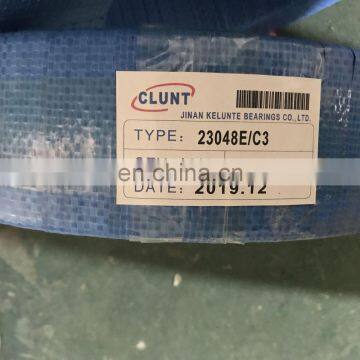 CLUNT
JINAN KELUNTE BEARINGS CO., LTD.
TYPE: 23048E/C3
en.china.cn
DATE: 2019.12